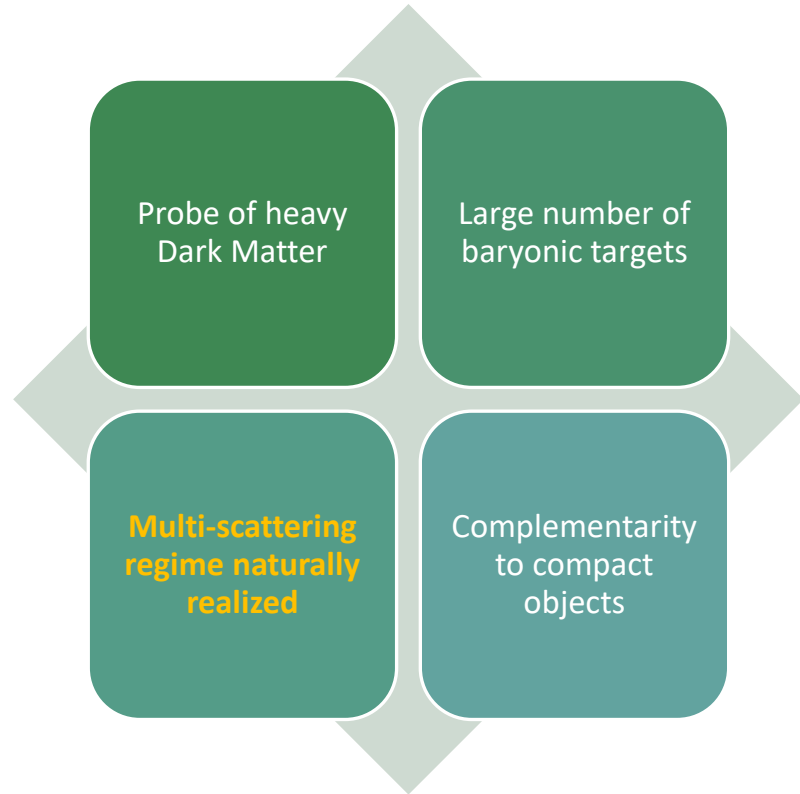 Probe of heavy
Dark Matter
Large number of
baryonic targets
Multi-scattering
regime naturally
realized
Complementarity
to compact
objects